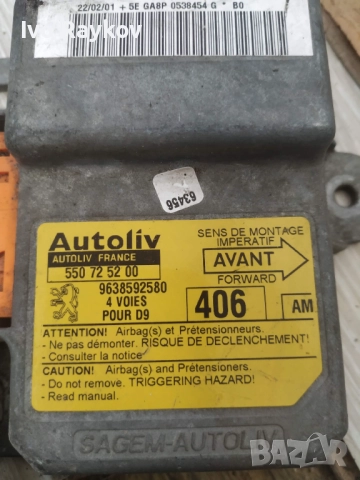 Iva Raykov
22/02/01 + 5E GA8P 0538454 G * B0
63456
Autoliv
AUTOLIV FRANCE
550 72 52 00
9638592580
4 VOIES
POUR D9
SENS DE MONTAGE
IMPERATIF
AVANT
FORWARD
406
AM
ATTENTION! Airbag(s) et Prétensionneurs.
- Ne pas démonter. RISQUE DE DECLENCHEMENT!
- Consulter la notice
CAUTION! Airbag(s) and Pretensioners.
- Do not remove. TRIGGERING HAZARD!
- Read manual.
SAGEM-AUTOLIV
BAZAR
bg